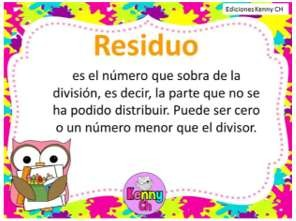 Ediciones Kenny CH
Residuo
es el número que sobra de la
división, es decir, la parte que no se
ha podido distribuir. Puede ser cero
o un número menor que el divisor.
Kenny
Ch